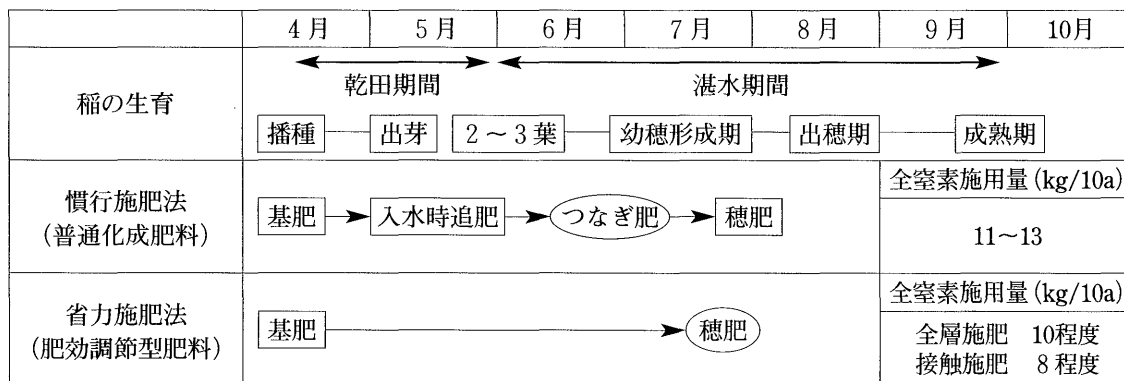 4月 5月 6月 7月 8月 9月 10月
稲の生育
乾田期間 湛水期間
播種 出芽 2～3葉 幼穂形成期 出穂期 成熟期
慣行施肥法
(普通化成肥料)
基肥 入水時追肥 つなぎ肥 穂肥
全窒素施用量(kg/10a)
11～13
省力施肥法
(肥効調節型肥料)
基肥 穂肥
全窒素施用量(kg/10a)
全層施肥 10程度
接触施肥 8程度